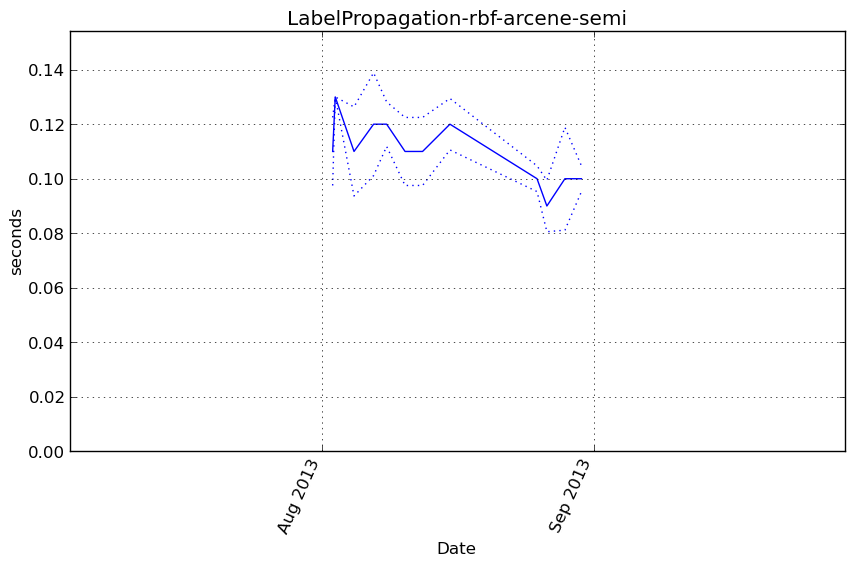 LabelPropagation-rbf-arcene-semi
0.14
0.12
0.10
0.08
0.06
0.04
0.02
0.00
seconds
Aug 2013
Sep 2013
Date